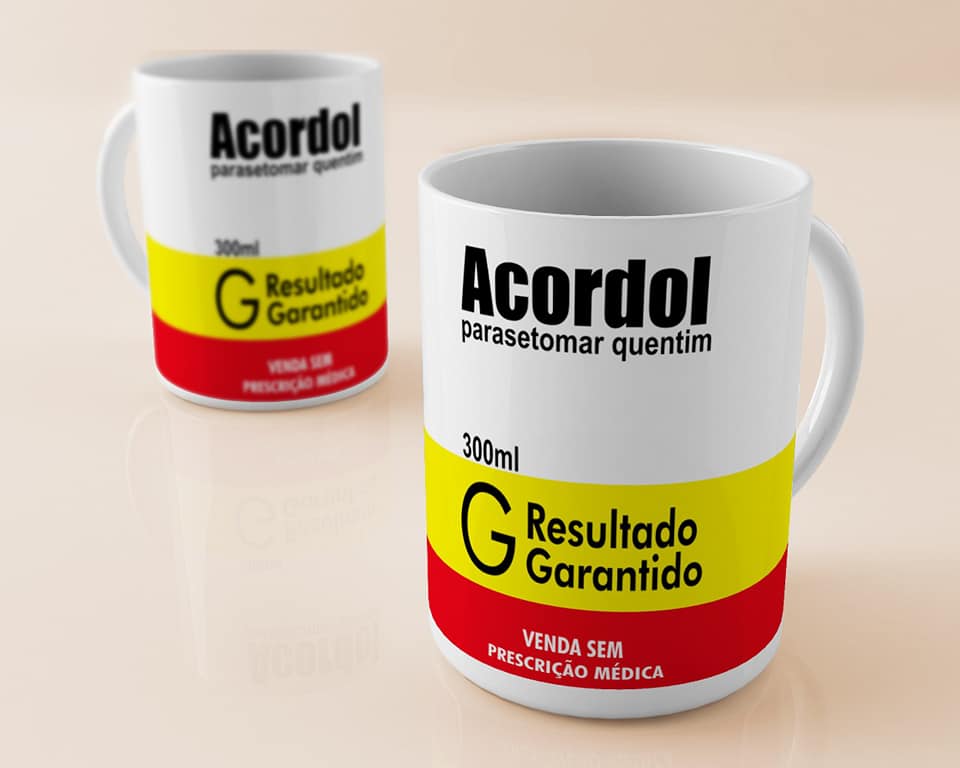 Acordol
parasetomar quentim
300ml
G Resultado
Garantido
VENDA SEM
PRESCRIÇÃO MÉDICA
Acordol
parasetomar quentim
300ml
G Resultado
Garantido
VENDA SEM
PRESCRIÇÃO MÉDICA